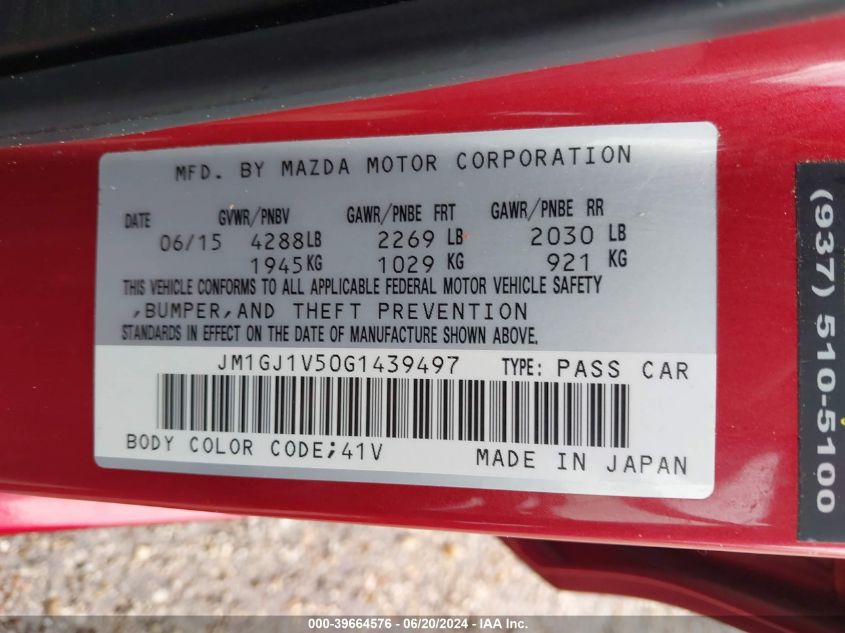 MFD. BY MAZDA MOTOR CORPORATION
DATE GVWR/PNBV GAWR/PNBE FRT GAWR/PNBE RR
06/15 4288LB 2269 LB 2030 LB
1945KG 1029 KG 921 KG
THIS VEHICLE CONFORMS TO ALL APPLICABLE FEDERAL MOTOR VEHICLE SAFETY
,BUMPER,AND THEFT PREVENTION
STANDARDS IN EFFECT ON THE DATE OF MANUFACTURE SHOWN ABOVE.
JM1GJ1V50G1439497 TYPE: PASS CAR
BODY COLOR CODE;41V MADE IN JAPAN
(937) 510-5100
000-39664576 / 06/20/2024 / IAA Inc.